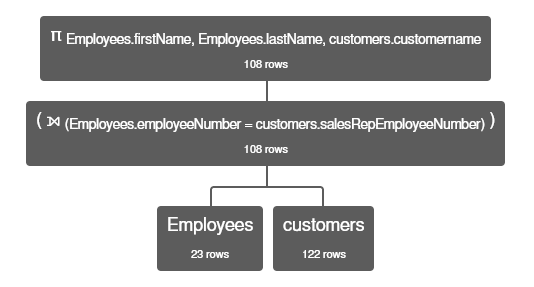 π Employees.firstName, Employees.lastName, customers.customername
108 rows
( ⟕ (Employees.employeeNumber = customers.salesRepEmployeeNumber) )
108 rows
Employees
23 rows
customers
122 rows